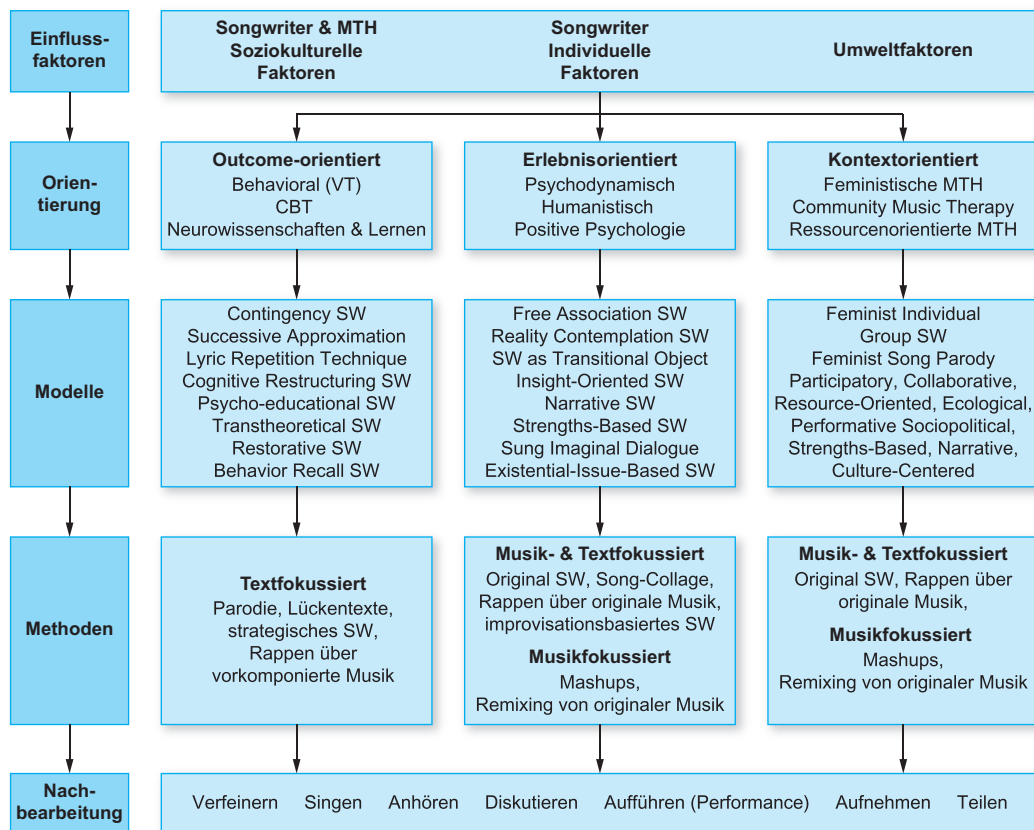 Einfluss-
faktoren
Songwriter & MTH
Soziokulturelle
Faktoren
Songwriter
Individuelle
Faktoren
Umweltfaktoren
Orien-
tierung
Outcome-orientiert
Behavioral (VT)
CBT
Neurowissenschaften & Lernen
Erlebnisorientiert
Psychodynamisch
Humanistisch
Positive Psychologie
Kontextorientiert
Feministische MTH
Community Music Therapy
Ressourcenorientierte MTH
Modelle
Contingency SW
Successive Approximation
Lyric Repetition Technique
Cognitive Restructuring SW
Psycho-educational SW
Transtheoretical SW
Restorative SW
Behavior Recall SW
Free Association SW
Reality Contemplation SW
SW as Transitional Object
Insight-Oriented SW
Narrative SW
Strengths-Based SW
Sung Imaginal Dialogue
Existential-Issue-Based SW
Feminist Individual
Group SW
Feminist Song Parody
Participatory, Collaborative,
Resource-Oriented, Ecological,
Performative Sociopolitical,
Strengths-Based, Narrative,
Culture-Centered
Methoden
Textfokussiert
Parodie, Lückentexte,
strategisches SW,
Rappen über
vorkomponierte Musik
Musik- & Textfokussiert
Original SW, Song-Collage,
Rappen über originale Musik,
improvisationsbasiertes SW
Musikfokussiert
Mashups,
Remixing von originaler Musik
Musik- & Textfokussiert
Original SW, Rappen über
originale Musik,
Musikfokussiert
Mashups,
Remixing von originaler Musik
Nach-
bearbeitung
Verfeinern Singen Anhören Diskutieren Aufführen (Performance) Aufnehmen Teilen